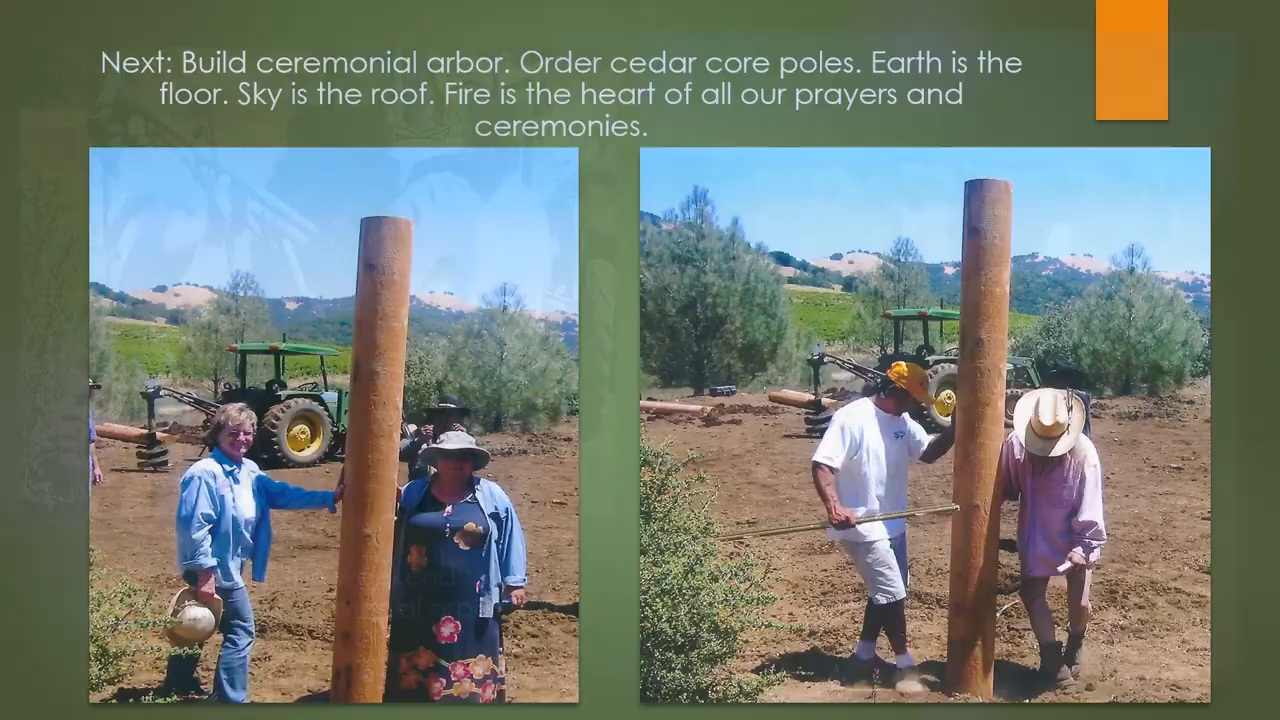 Next: Build ceremonial arbor. Order cedar core poles. Earth is the
floor. Sky is the roof. Fire is the heart of all our prayers and
ceremonies.